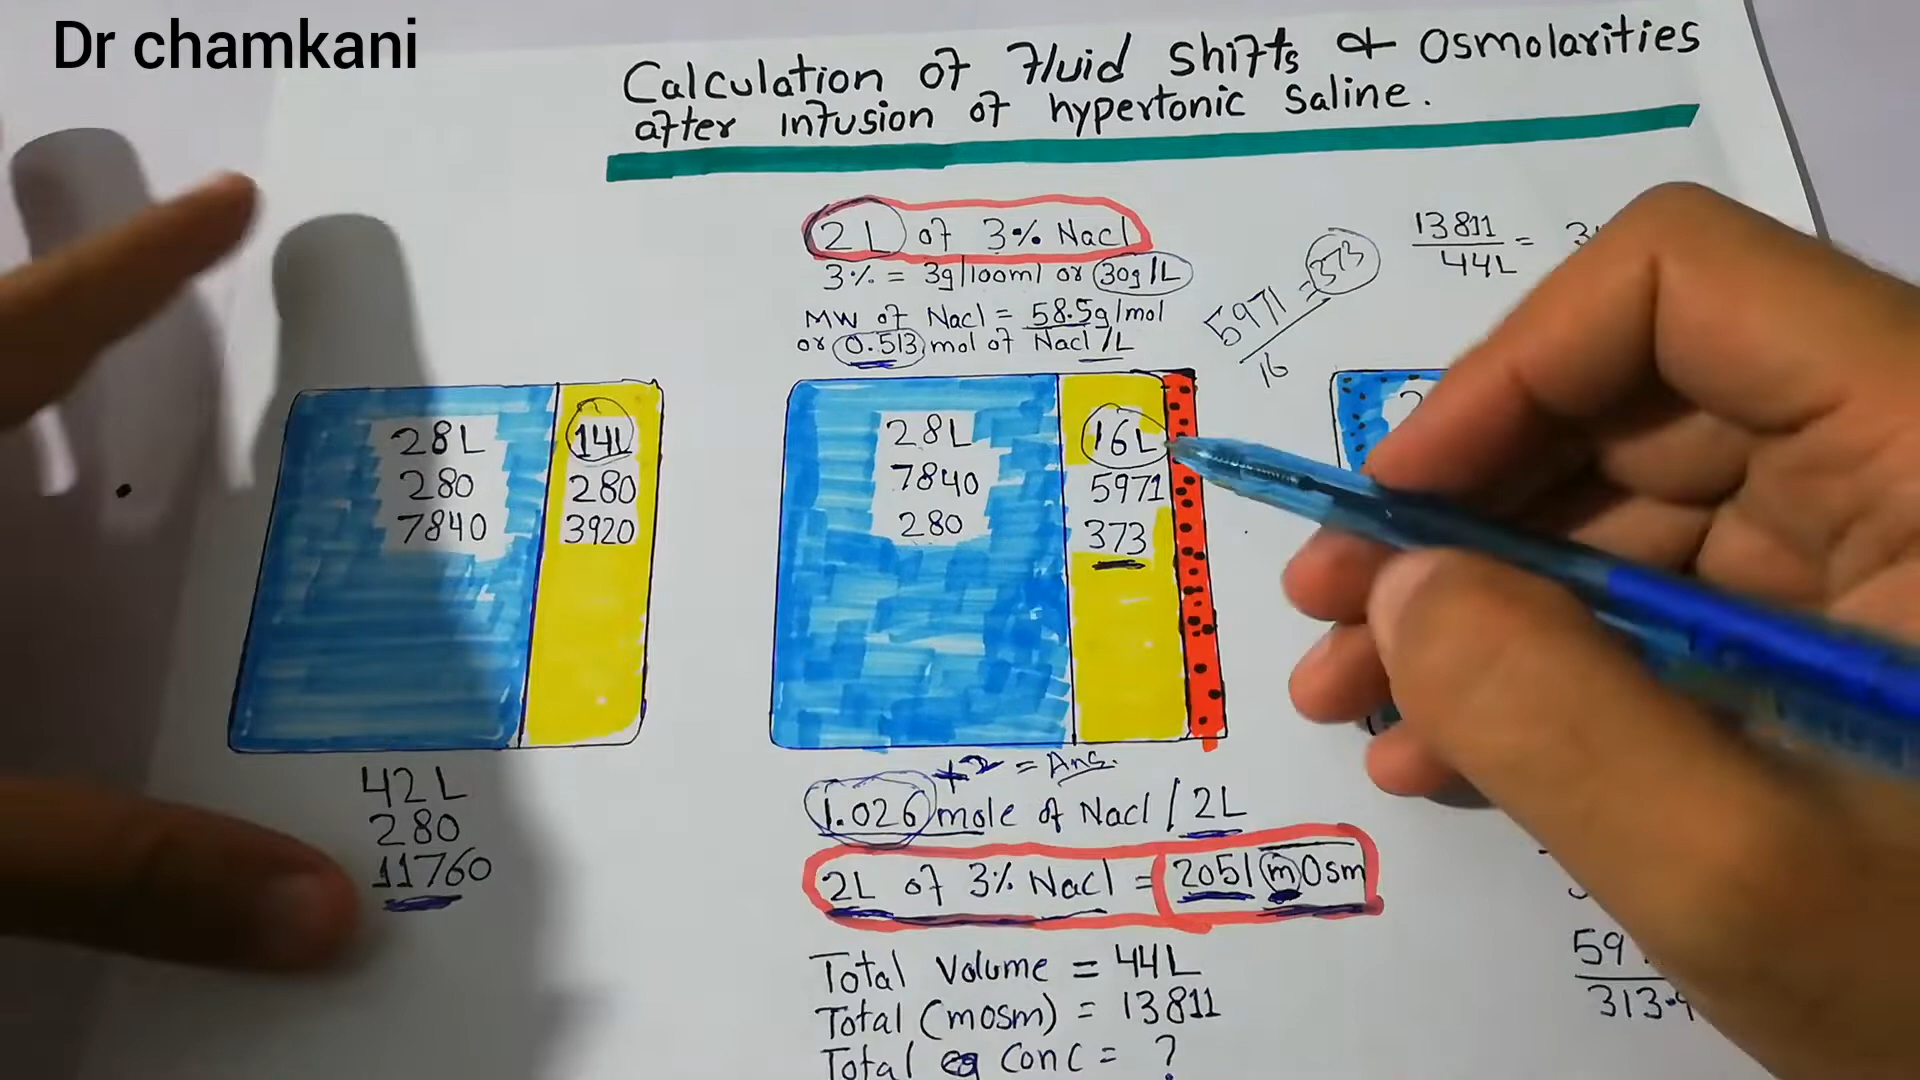 Dr chamkani
Calculation of Fluid Shifts & Osmolarities
after infusion of hypertonic Saline.
2L of 3% Nacl
3% = 3g/100ml or 30g/L
MW of Nacl = 58.5g/mol
or 0.513 mol of Nacl/L
5971
16
= 373
13811
44L
=
28L
280
7840
14L
280
3920
42L
280
11760
28L
7840
280
16L
5971
373
= Ans.
1.026 mole of Nacl / 2L
2L of 3% Nacl = 2051 mOsm
Total Volume = 44L
Total (mosm) = 13811
Total Conc = ?